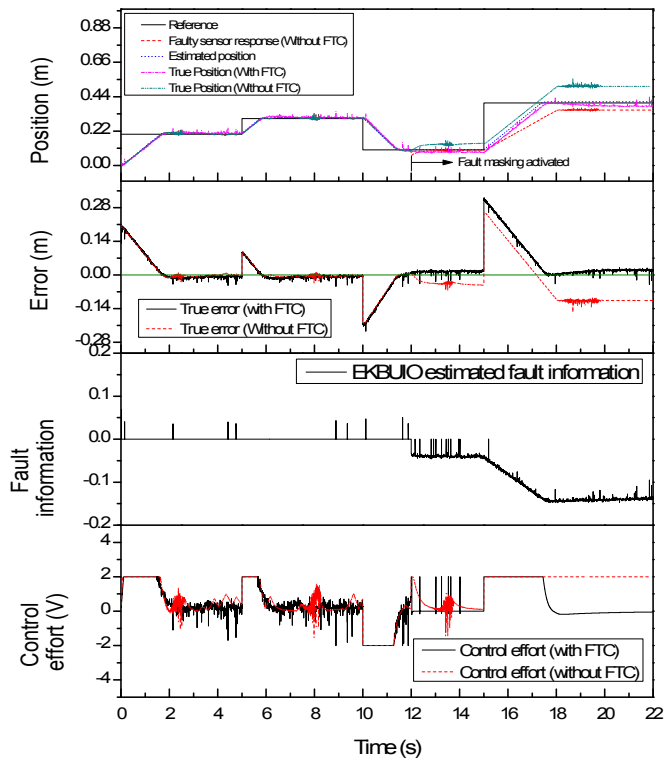 0.88
0.66
0.44
0.22
0.00
Position (m)
Reference
Faulty sensor response (Without FTC)
Estimated position
True Position (With FTC)
True Position (Without FTC)
Fault masking activated
0.28
0.14
0.00
-0.14
-0.28
Error (m)
True error (with FTC)
True error (Without FTC)
0.2
0.1
0.0
-0.1
-0.2
Fault
information
EKBUIO estimated fault information
4
2
0
-2
-4
Control
effort (V)
Control effort (with FTC)
Control effort (without FTC)
0 2 4 6 8 10 12 14 16 18 20 22
Time (s)